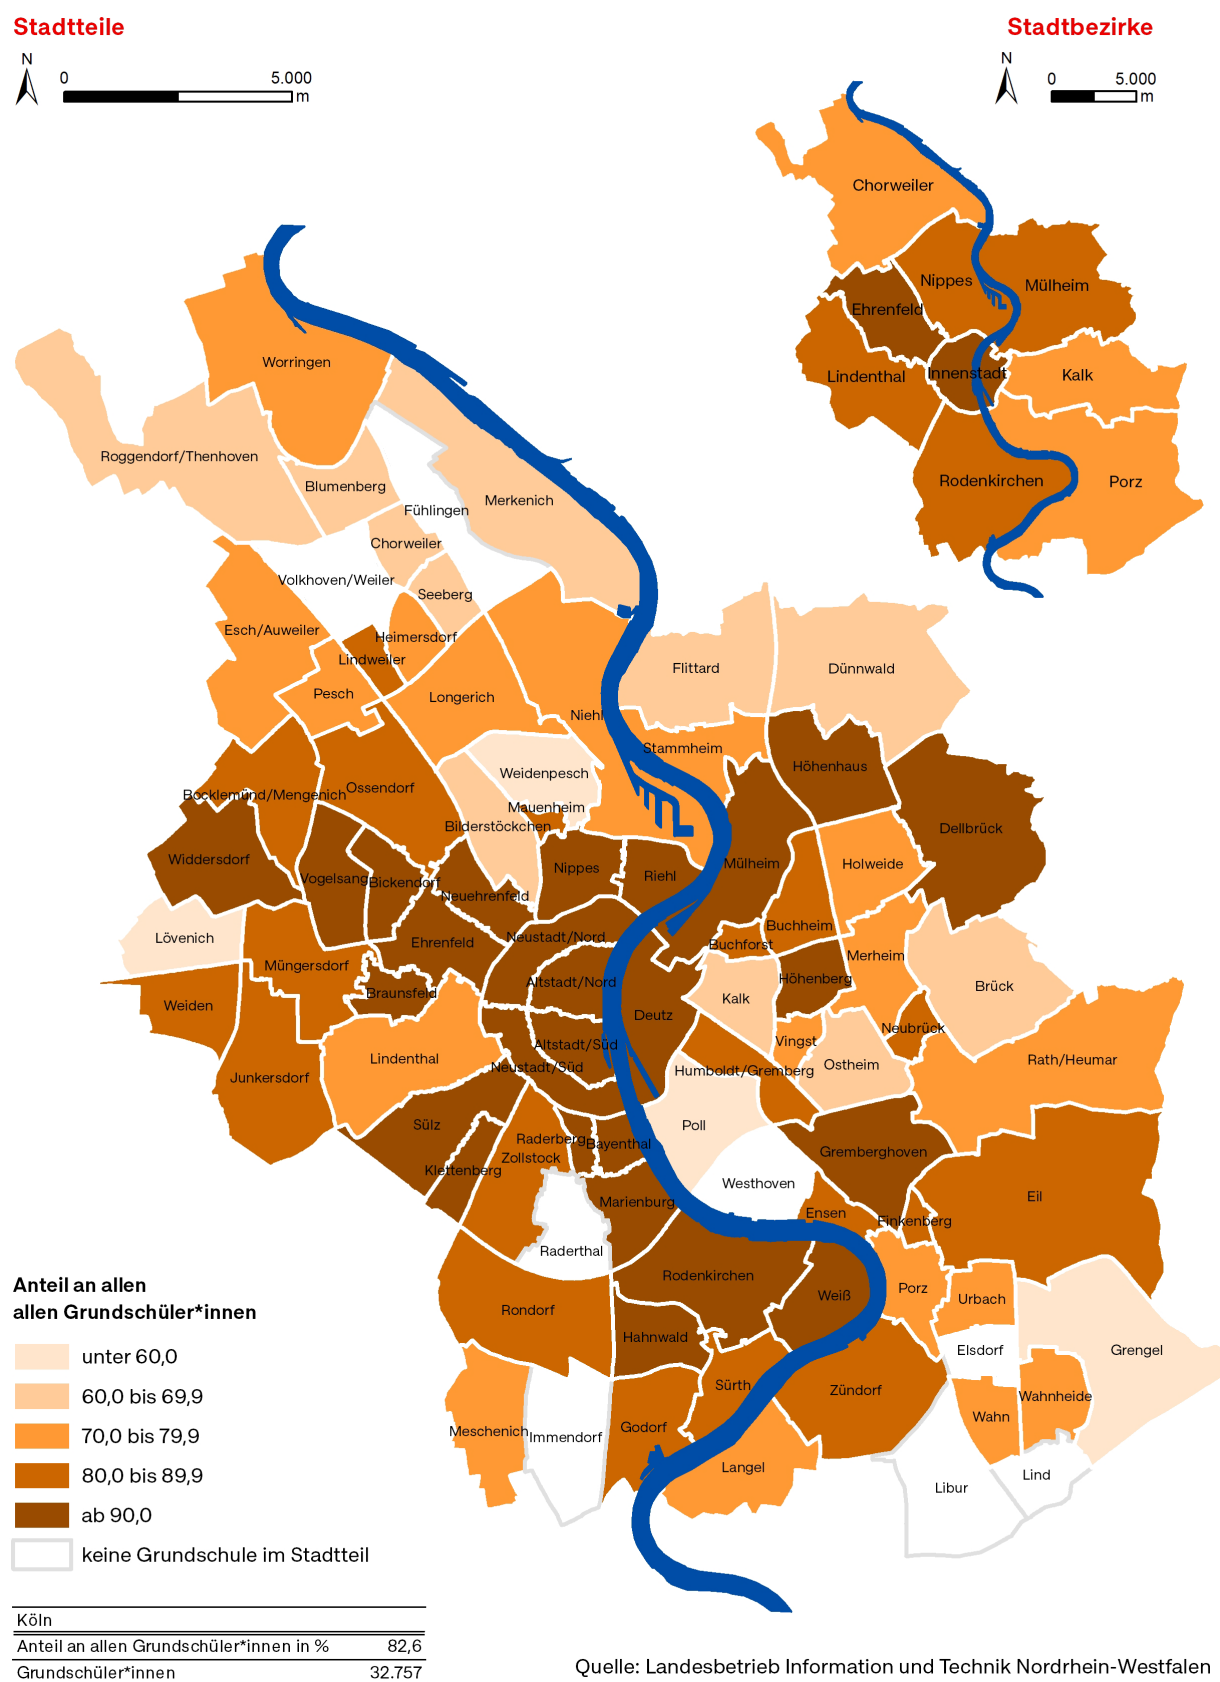 Stadtteile
N
0 5.000
m
Stadtbezirke
N
0 5.000
m
Chorweiler
Nippes
Mülheim
Ehrenfeld
Innenstadt
Lindenthal
Kalk
Rodenkirchen
Porz
Worringen
Roggendorf/Thenhoven
Blumenberg
Merkenich
Fühlingen
Chorweiler
Volkhoven/Weiler
Seeberg
Esch/Auweiler
Heimersdorf
Lindweiler
Pesch
Longerich
Flittard
Dünnwald
Niehl
Stammheim
Weidenpesch
Höhenhaus
Bocklemünd/Mengenich
Ossendorf
Mauenheim
Bilderstöckchen
Dellbrück
Widdersdorf
Vogelsang
Bickendorf
Neuehrenfeld
Nippes
Riehl
Mülheim
Holweide
Lövenich
Müngersdorf
Ehrenfeld
Neustadt/Nord
Buchheim
Buchforst
Merheim
Weiden
Braunsfeld
Altstadt/Nord
Deutz
Kalk
Höhenberg
Brück
Neubrück
Junkersdorf
Lindenthal
Altstadt/Süd
Neustadt/Süd
Vingst
Humboldt/Gremberg
Ostheim
Rath/Heumar
Sülz
Klettenberg
Raderberg
Zollstock
Bayenthal
Poll
Gremberghoven
Westhoven
Marienburg
Eil
Ensen
Finkenberg
Raderthal
Rodenkirchen
Weiß
Porz
Urbach
Rondorf
Hahnwald
Elsdorf
Grengel
Sürth
Zündorf
Wahnheide
Wahn
Meschenich
Immendorf
Godorf
Langel
Libur
Lind
Anteil an allen
allen Grundschüler*innen
unter 60,0
60,0 bis 69,9
70,0 bis 79,9
80,0 bis 89,9
ab 90,0
keine Grundschule im Stadtteil
Köln
Anteil an allen Grundschüler*innen in % 82,6
Grundschüler*innen 32.757
Quelle: Landesbetrieb Information und Technik Nordrhein-Westfalen